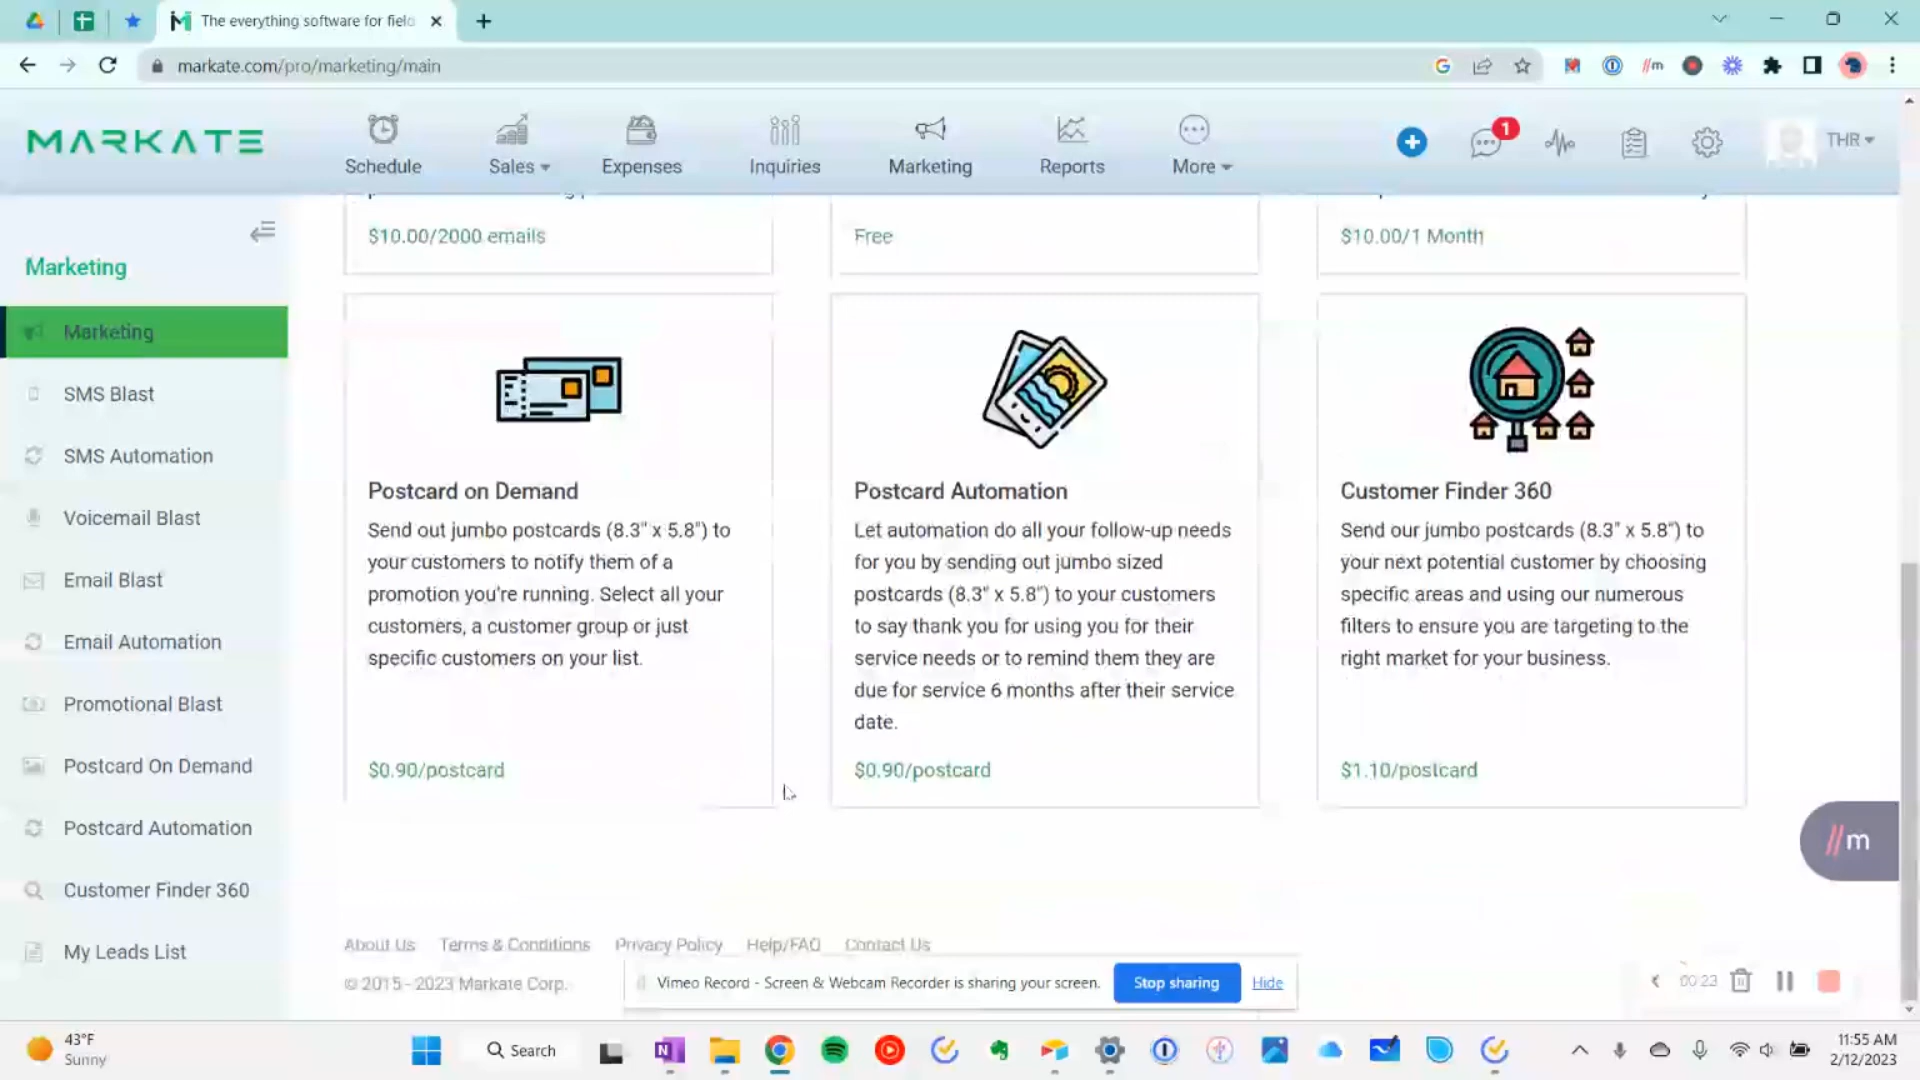 The everything software for field
markate.com/pro/marketing/main
MARKATE
Schedule
Sales
Expenses
Inquiries
Marketing
Reports
More
1
THR
Marketing
Marketing
SMS Blast
SMS Automation
Voicemail Blast
Email Blast
Email Automation
Promotional Blast
Postcard On Demand
Postcard Automation
Customer Finder 360
My Leads List
$10.00/2000 emails
Free
$10.00/1 Month
Postcard on Demand
Send out jumbo postcards (8.3" x 5.8") to
your customers to notify them of a
promotion you're running. Select all your
customers, a customer group or just
specific customers on your list.
$0.90/postcard
Postcard Automation
Let automation do all your follow-up needs
for you by sending out jumbo sized
postcards (8.3" x 5.8") to your customers
to say thank you for using you for their
service needs or to remind them they are
due for service 6 months after their service
date.
$0.90/postcard
Customer Finder 360
Send our jumbo postcards (8.3" x 5.8") to
your next potential customer by choosing
specific areas and using our numerous
filters to ensure you are targeting to the
right market for your business.
$1.10/postcard
//m
About Us Terms & Conditions Privacy Policy Help/FAQ Contact Us
© 2015 - 2023 Markate Corp.
Vimeo Record - Screen & Webcam Recorder is sharing your screen. Stop sharing Hide
00:23
43°F
Sunny
Search
11:55 AM
2/12/2023